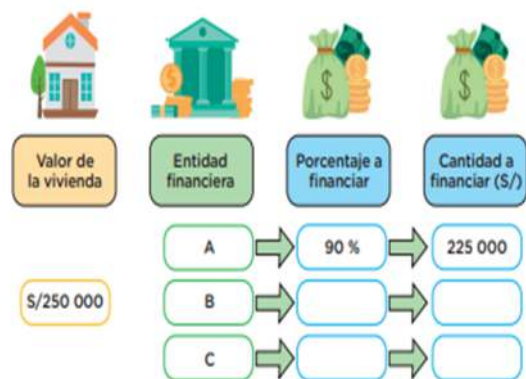 Valor de
la vivienda
Entidad
financiera
Porcentaje a
financiar
Cantidad a
financiar (S/)
S/250 000
A
90 %
225 000
B
C
$
$
$